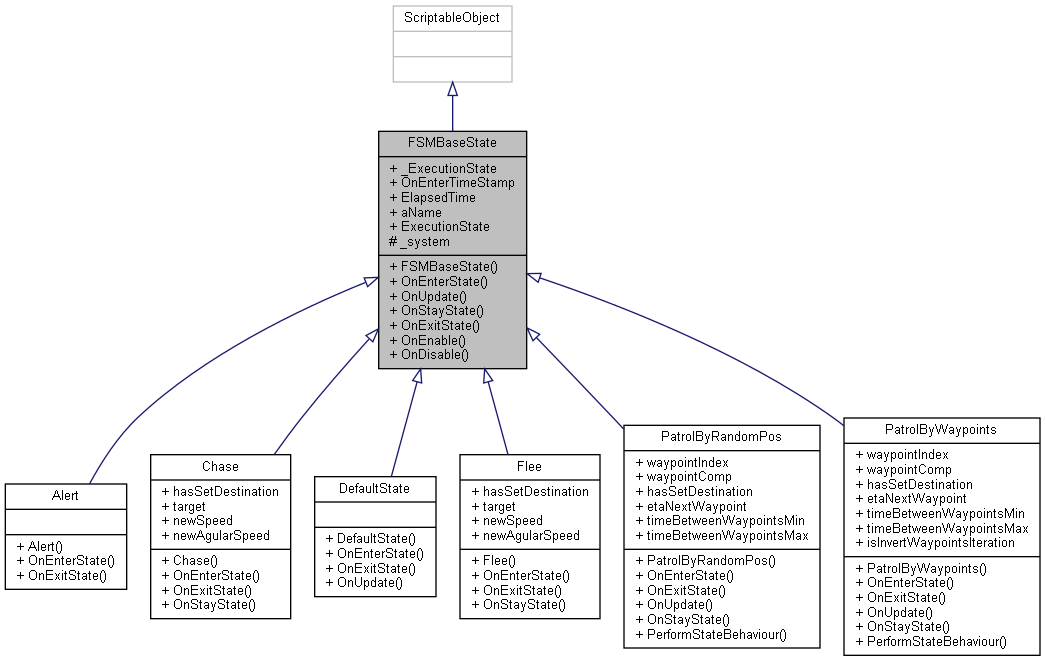 ScriptableObject
FSMBaseState
+ _ExecutionState
+ OnEnterTimeStamp
+ ElapsedTime
+ aName
+ ExecutionState
# _system
+ FSMBaseState()
+ OnEnterState()
+ OnUpdate()
+ OnStayState()
+ OnExitState()
+ OnEnable()
+ OnDisable()
Alert
+ Alert()
+ OnEnterState()
+ OnExitState()
Chase
+ hasSetDestination
+ target
+ newSpeed
+ newAgularSpeed
+ Chase()
+ OnEnterState()
+ OnExitState()
+ OnStayState()
DefaultState
+ DefaultState()
+ OnEnterState()
+ OnExitState()
+ OnUpdate()
Flee
+ hasSetDestination
+ target
+ newSpeed
+ newAgularSpeed
+ Flee()
+ OnEnterState()
+ OnExitState()
+ OnStayState()
PatrolByRandomPos
+ waypointIndex
+ waypointComp
+ hasSetDestination
+ etaNextWaypoint
+ timeBetweenWaypointsMin
+ timeBetweenWaypointsMax
+ PatrolByRandomPos()
+ OnEnterState()
+ OnExitState()
+ OnUpdate()
+ OnStayState()
+ PerformStateBehaviour()
PatrolByWaypoints
+ waypointIndex
+ waypointComp
+ hasSetDestination
+ etaNextWaypoint
+ timeBetweenWaypointsMin
+ timeBetweenWaypointsMax
+ isInvertWaypointsIteration
+ PatrolByWaypoints()
+ OnEnterState()
+ OnExitState()
+ OnUpdate()
+ OnStayState()
+ PerformStateBehaviour()